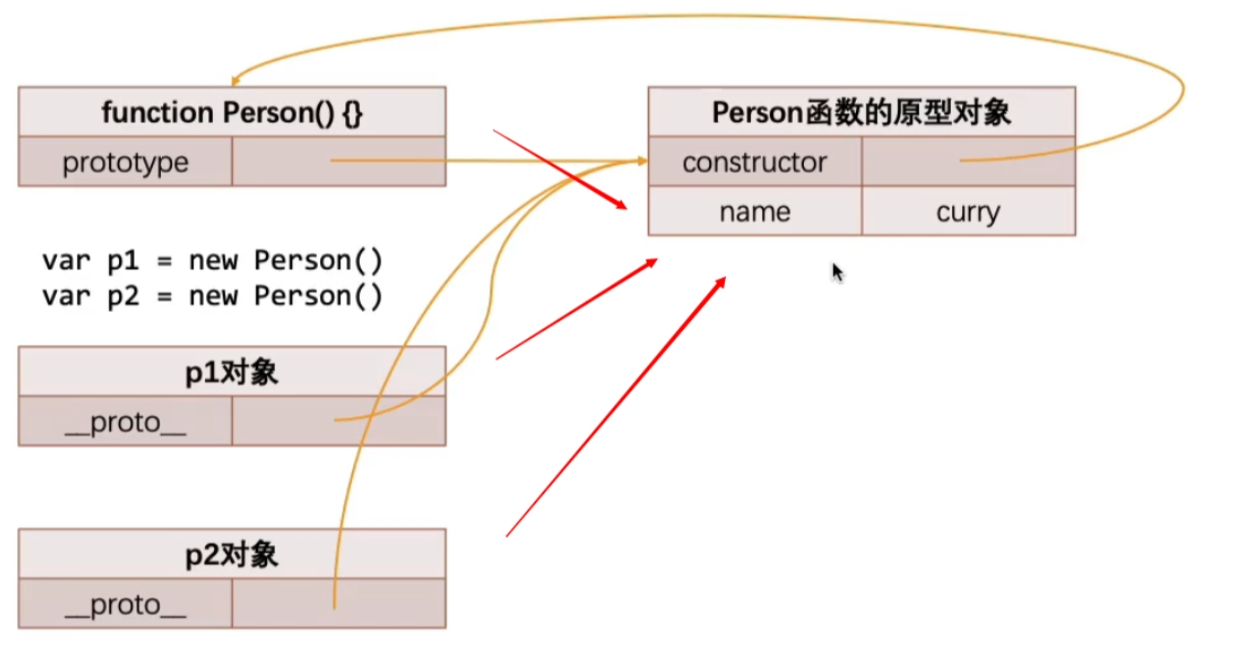 function Person() {}
prototype
Person函数的原型对象
constructor
name curry
var p1 = new Person()
var p2 = new Person()
p1对象
__proto__
p2对象
__proto__